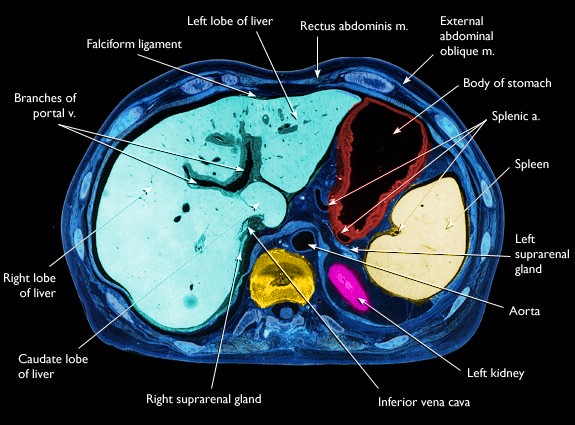 Left lobe of liver
Rectus abdominis m.
External
abdominal
oblique m.
Falciform ligament
Body of stomach
Branches of
portal v.
Splenic a.
Spleen
Left
suprarenal
gland
Right lobe
of liver
Aorta
Caudate lobe
of liver
Left kidney
Right suprarenal gland
Inferior vena cava